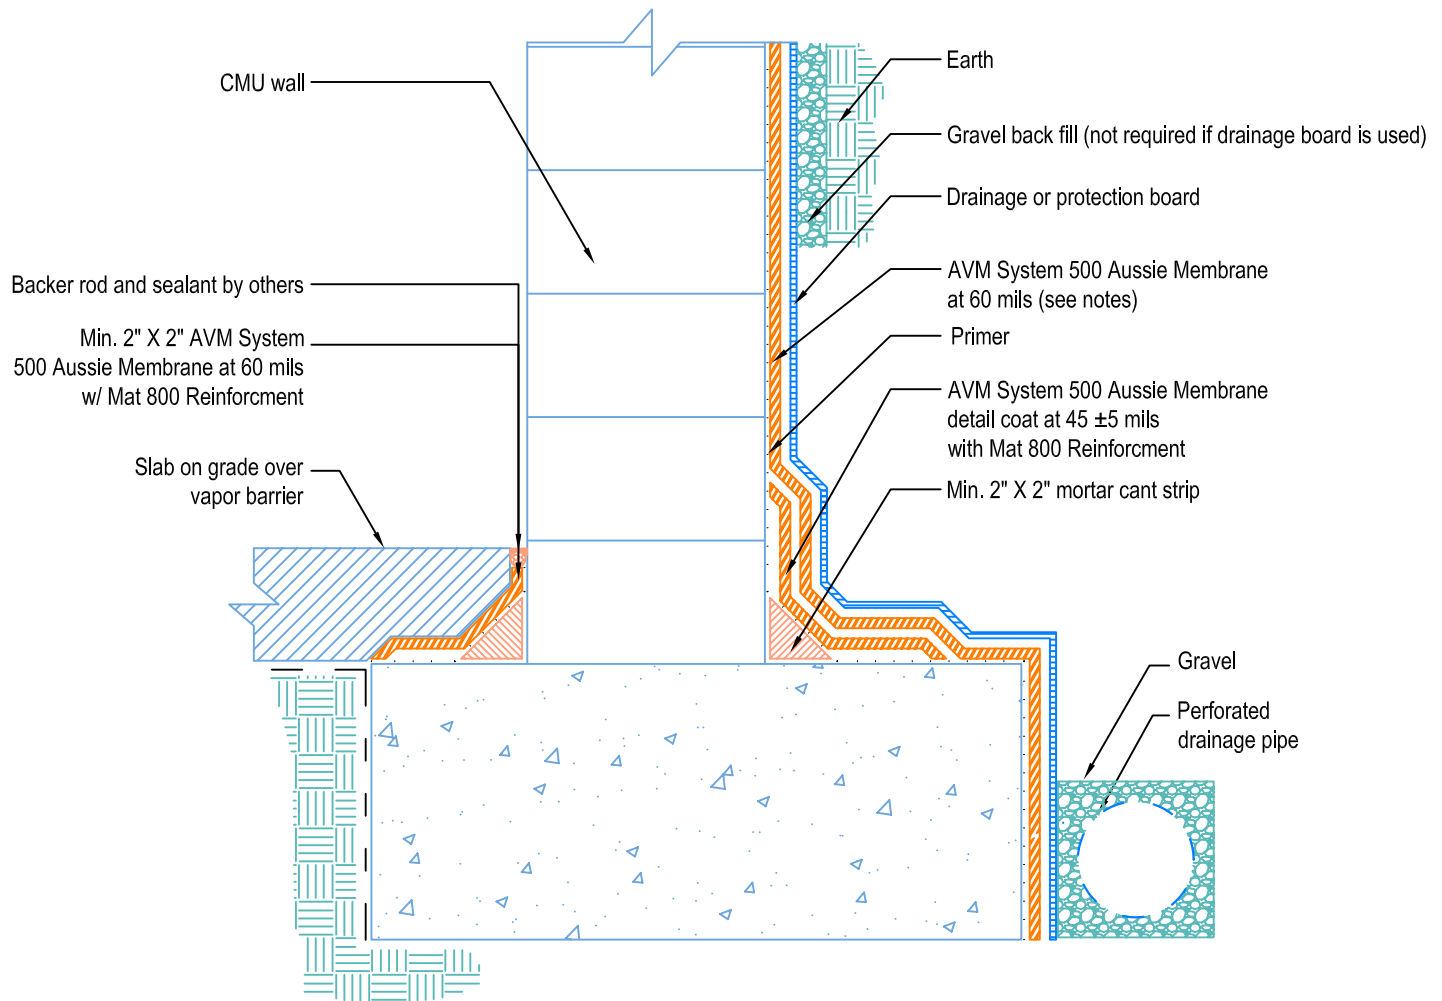 CMU wall
Backer rod and sealant by others
Min. 2" X 2" AVM System
500 Aussie Membrane at 60 mils
w/ Mat 800 Reinforcment
Slab on grade over
vapor barrier
Earth
Gravel back fill (not required if drainage board is used)
Drainage or protection board
AVM System 500 Aussie Membrane
at 60 mils (see notes)
Primer
AVM System 500 Aussie Membrane
detail coat at 45 ±5 mils
with Mat 800 Reinforcment
Min. 2" X 2" mortar cant strip
Gravel
Perforated
drainage pipe